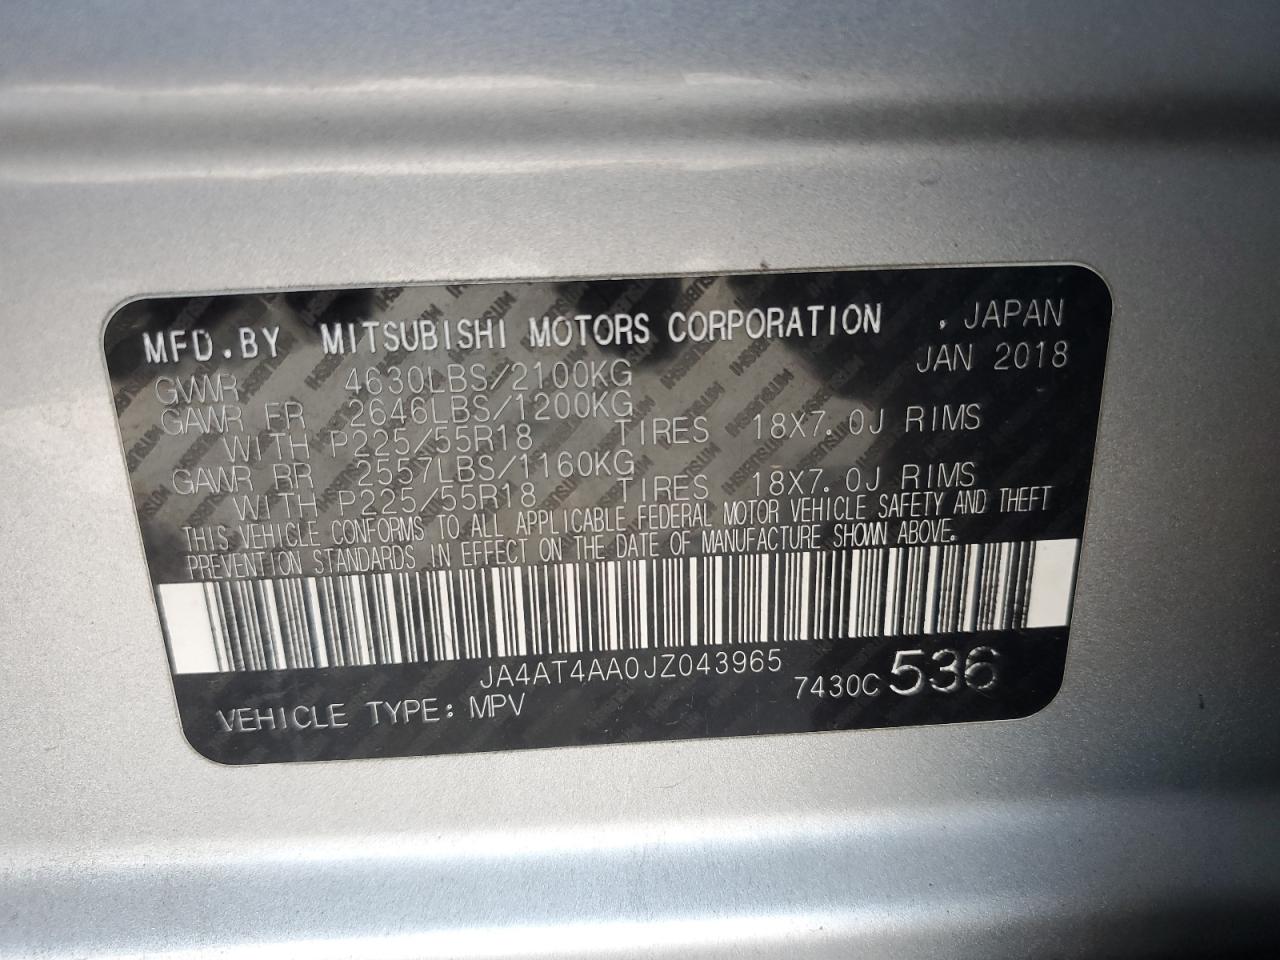 MFD.BY MITSUBISHI MOTORS CORPORATION , JAPAN
JAN 2018
GVWR 4630LBS/2100KG
GAWR FR 2646LBS/1200KG
WITH P225/55R18 TIRES 18X7.0J RIMS
GAWR RR 2557LBS/1160KG
WITH P225/55R18 TIRES 18X7.0J RIMS
THIS VEHICLE CONFORMS TO ALL APPLICABLE FEDERAL MOTOR VEHICLE SAFETY AND THEFT
PREVENTION STANDARDS IN EFFECT ON THE DATE OF MANUFACTURE SHOWN ABOVE.
JA4AT4AA0JZ043965
7430C 536
VEHICLE TYPE: MPV